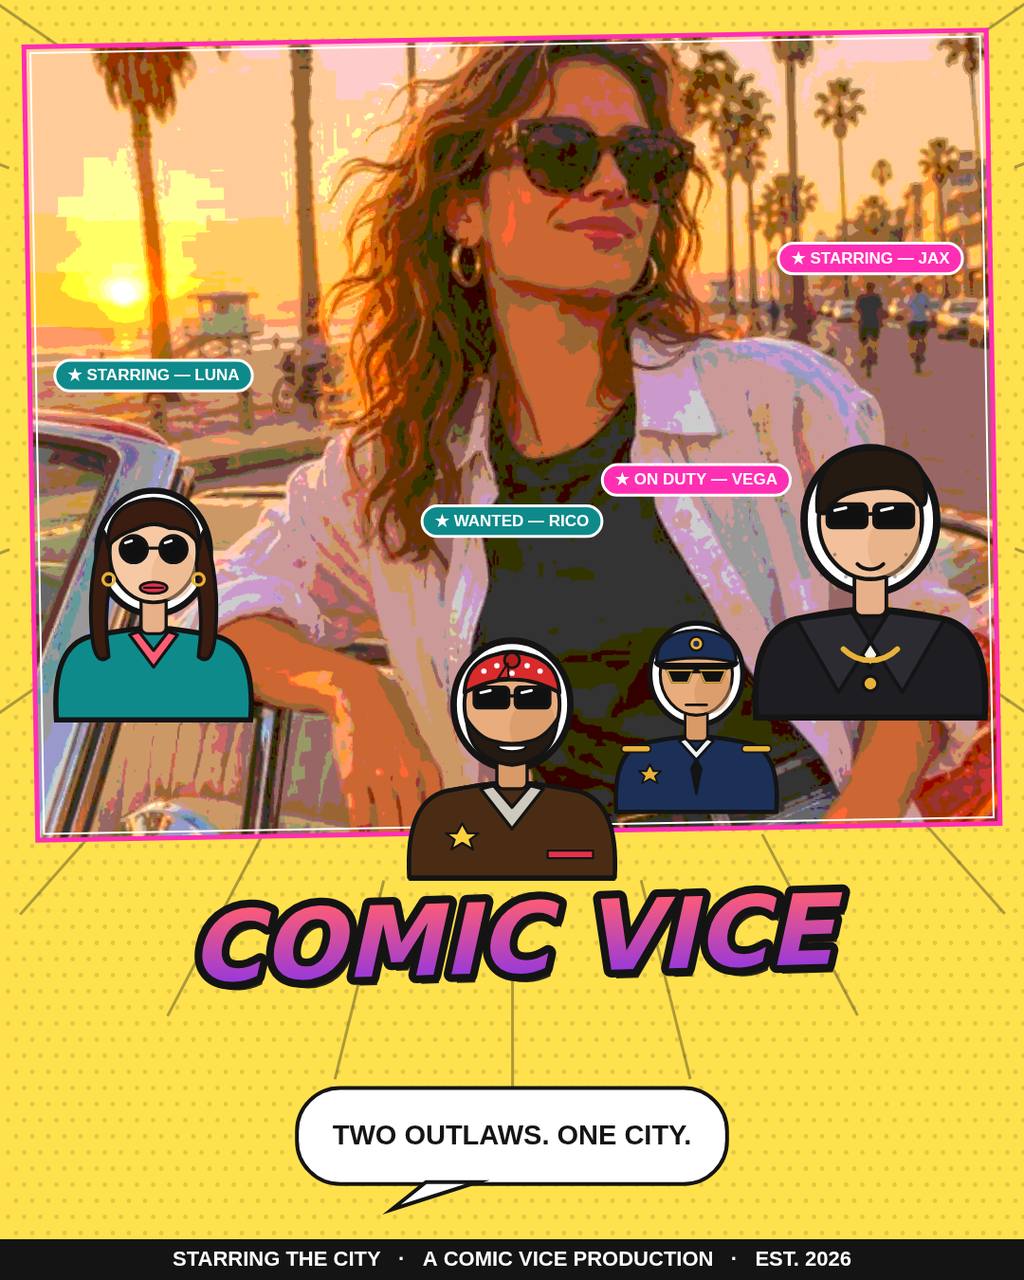 ★ STARRING — JAX
★ STARRING — LUNA
★ ON DUTY — VEGA
★ WANTED — RICO
COMIC VICE
TWO OUTLAWS. ONE CITY.
STARRING THE CITY · A COMIC VICE PRODUCTION · EST. 2026